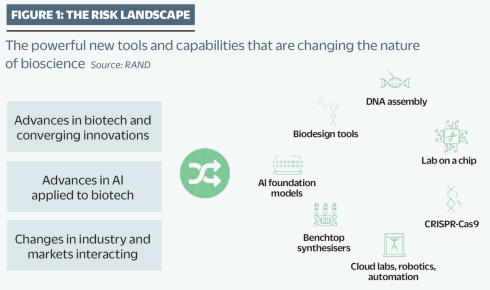 FIGURE 1: THE RISK LANDSCAPE
The powerful new tools and capabilities that are changing the nature
of bioscience Source: RAND
Advances in biotech and
converging innovations
Advances in AI
applied to biotech
Changes in industry and
markets interacting
DNA assembly
Biodesign tools
Lab on a chip
AI foundation
models
CRISPR-Cas9
Benchtop
synthesisers
Cloud labs, robotics,
automation